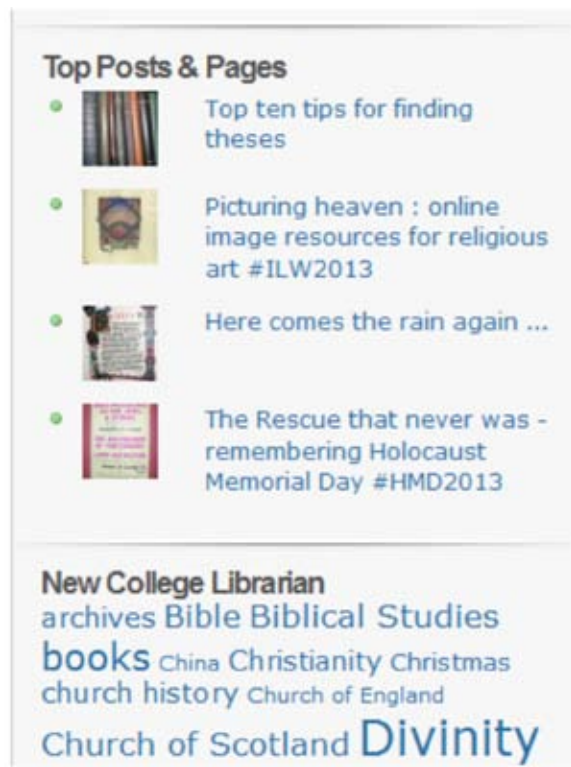 Top Posts & Pages
Top ten tips for finding
theses
Picturing heaven : online
image resources for religious
art #ILW2013
Here comes the rain again ...
The Rescue that never was -
remembering Holocaust
Memorial Day #HMD2013
New College Librarian
archives Bible Biblical Studies
books China Christianity Christmas
church history Church of England
Church of Scotland Divinity